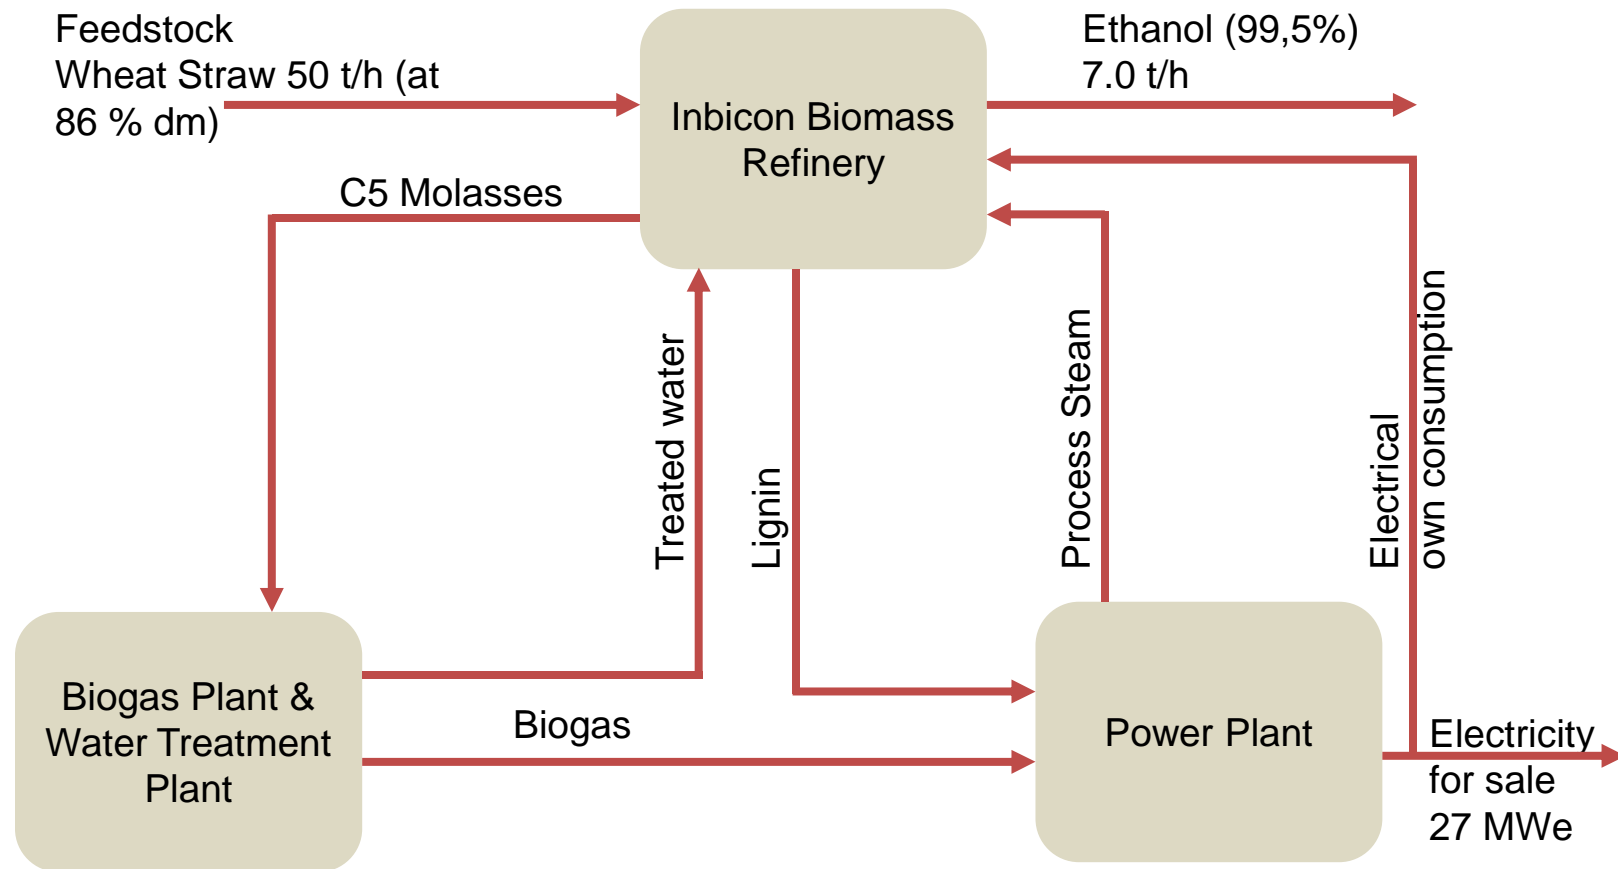 Feedstock
Wheat Straw 50 t/h (at
86 % dm)
Ethanol (99,5%)
7.0 t/h
Inbicon Biomass
Refinery
C5 Molasses
Treated water
Lignin
Process Steam
Electrical
own consumption
Biogas Plant &
Water Treatment
Plant
Biogas
Power Plant
Electricity
for sale
27 MWe